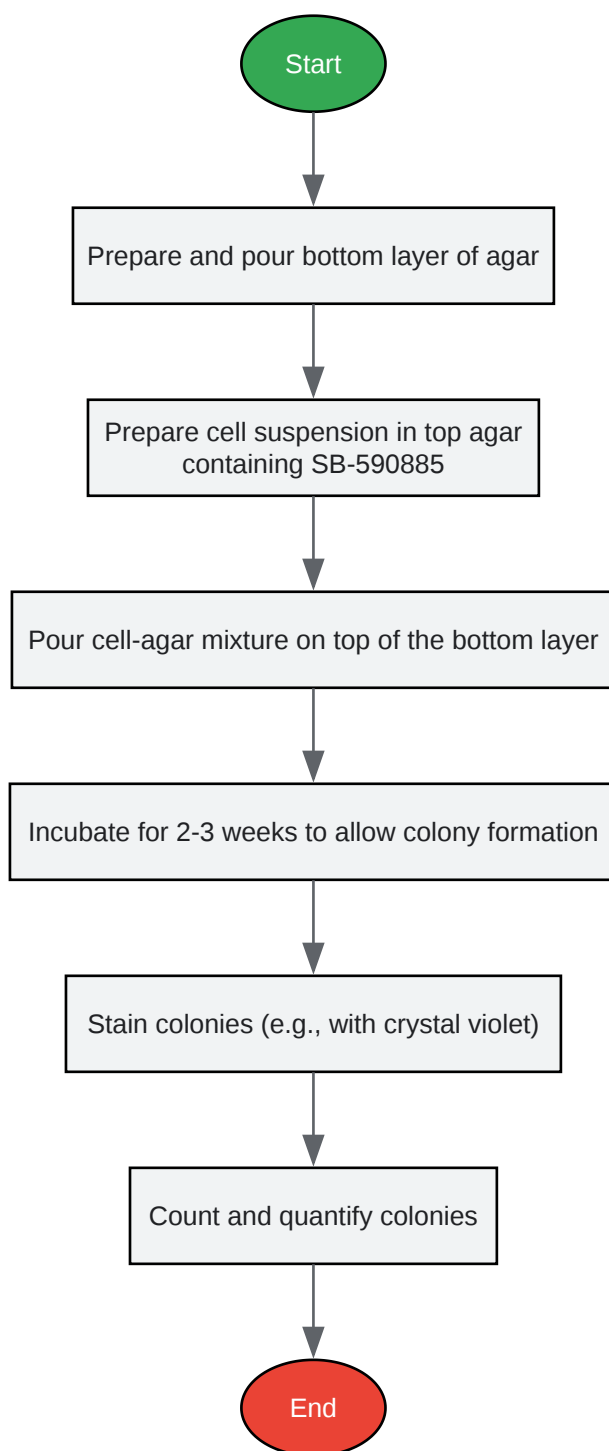 Start
Prepare and pour bottom layer of agar
Prepare cell suspension in top agar
containing SB-590885
Pour cell-agar mixture on top of the bottom layer
Incubate for 2-3 weeks to allow colony formation
Stain colonies (e.g., with crystal violet)
Count and quantify colonies
End